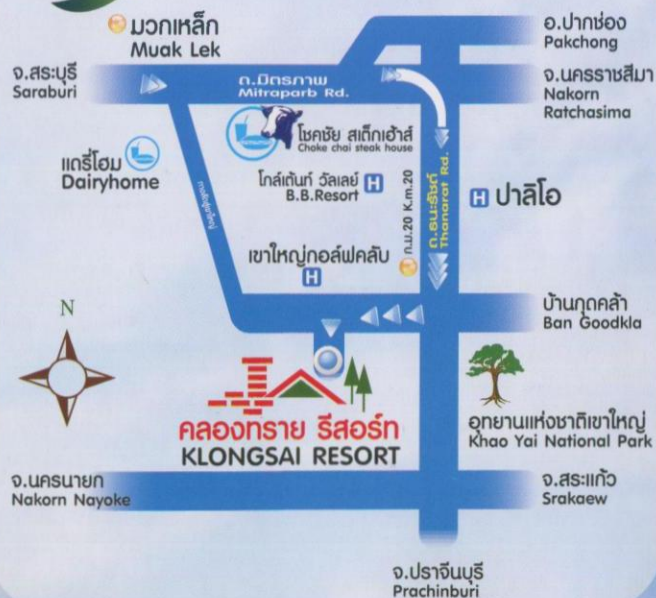 มวกเหล็ก
Muak Lek
อ.ปากช่อง
Pakchong
จ.สระบุรี
Saraburi
ถ.มิตรภาพ
Mitraparb Rd.
จ.นครราชสีมา
Nakorn
Ratchasima
โชคชัย สเต็กเฮ้าส์
Choke chai steak house
แดรี่โฮม
Dairyhome
โกล์เด้นท์ วัลเลย์
B.B.Resort
H
ก.ม.20 K.m.20
ถ.ธนะรัชต์
Thanarat Rd.
H ปาลิโอ
เขาใหญ่กอล์ฟคลับ
H
บ้านกุดคล้า
Ban Goodkla
N
คลองทราย รีสอร์ท
KLONGSAI RESORT
อุทยานแห่งชาติเขาใหญ่
Khao Yai National Park
จ.นครนายก
Nakorn Nayoke
จ.สระแก้ว
Srakaew
จ.ปราจีนบุรี
Prachinburi